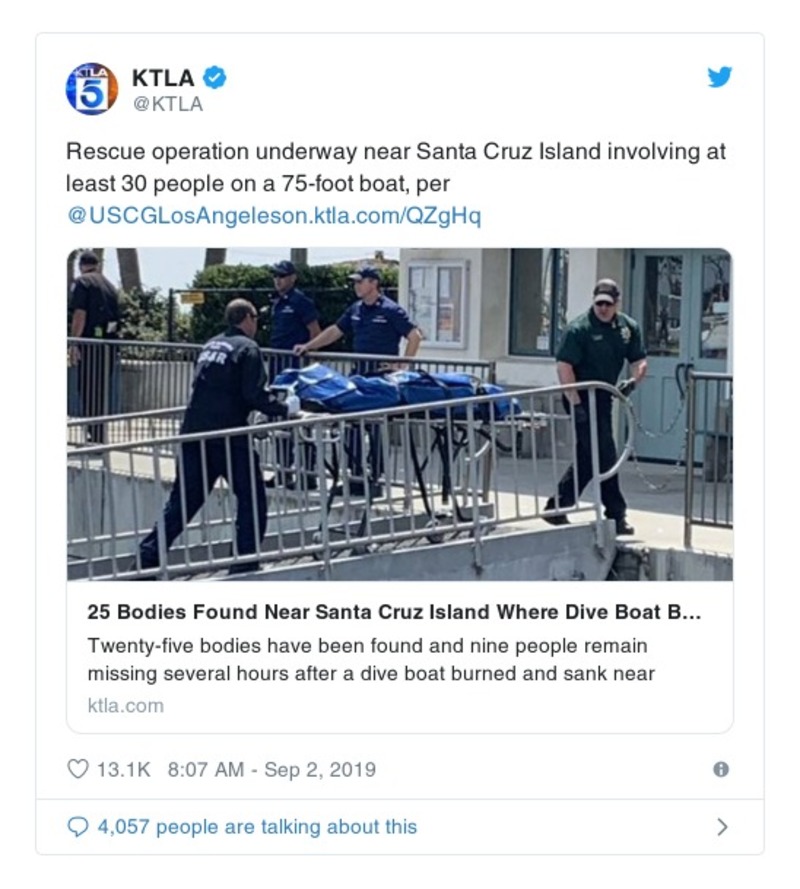 KTLA
5
KTLA
@KTLA
Rescue operation underway near Santa Cruz Island involving at
least 30 people on a 75-foot boat, per
@USCGLosAngeleson.ktla.com/QZgHq
25 Bodies Found Near Santa Cruz Island Where Dive Boat B...
Twenty-five bodies have been found and nine people remain
missing several hours after a dive boat burned and sank near
ktla.com
13.1K 8:07 AM - Sep 2, 2019
4,057 people are talking about this